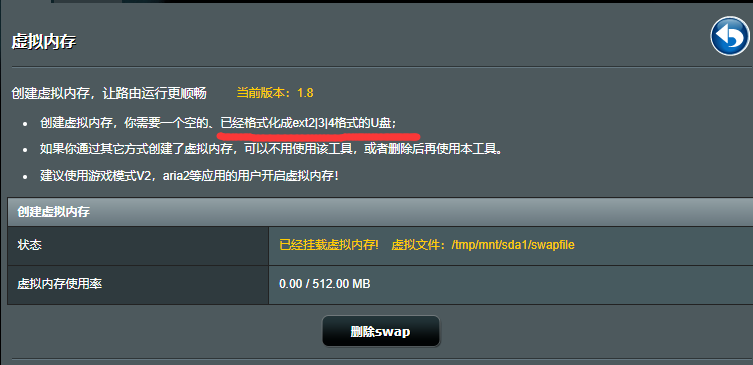 虚拟内存
创建虚拟内存，让路由运行更顺畅 当前版本：1.8
创建虚拟内存，你需要一个空的、已经格式化成ext2|3|4格式的U盘；
如果你通过其它方式创建了虚拟内存，可以不用使用该工具，或者删除后再使用本工具。
建议使用游戏模式V2，aria2等应用的用户开启虚拟内存！
创建虚拟内存
状态 已经挂载虚拟内存! 虚拟文件：/tmp/mnt/sda1/swapfile
虚拟内存使用率 0.00 / 512.00 MB
删除swap